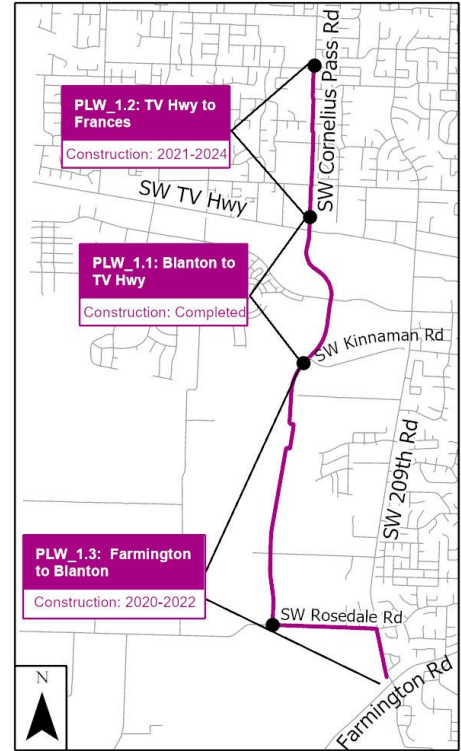 SW Cornelius Pass Rd
PLW_1.2: TV Hwy to
Frances
Construction: 2021-2024
SW TV Hwy
PLW_1.1: Blanton to
TV Hwy
Construction: Completed
SW Kinnaman Rd
SW 209th Rd
PLW_1.3: Farmington
to Blanton
Construction: 2020-2022
SW Rosedale Rd
Farmington Rd
N